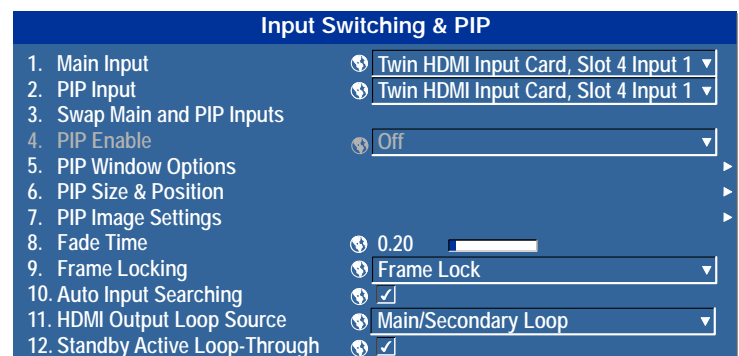 Input Switching & PIP
1. Main Input Twin HDMI Input Card, Slot 4 Input 1
2. PIP Input Twin HDMI Input Card, Slot 4 Input 1
3. Swap Main and PIP Inputs
4. PIP Enable Off
5. PIP Window Options
6. PIP Size & Position
7. PIP Image Settings
8. Fade Time 0.20
9. Frame Locking Frame Lock
10. Auto Input Searching
11. HDMI Output Loop Source Main/Secondary Loop
12. Standby Active Loop-Through